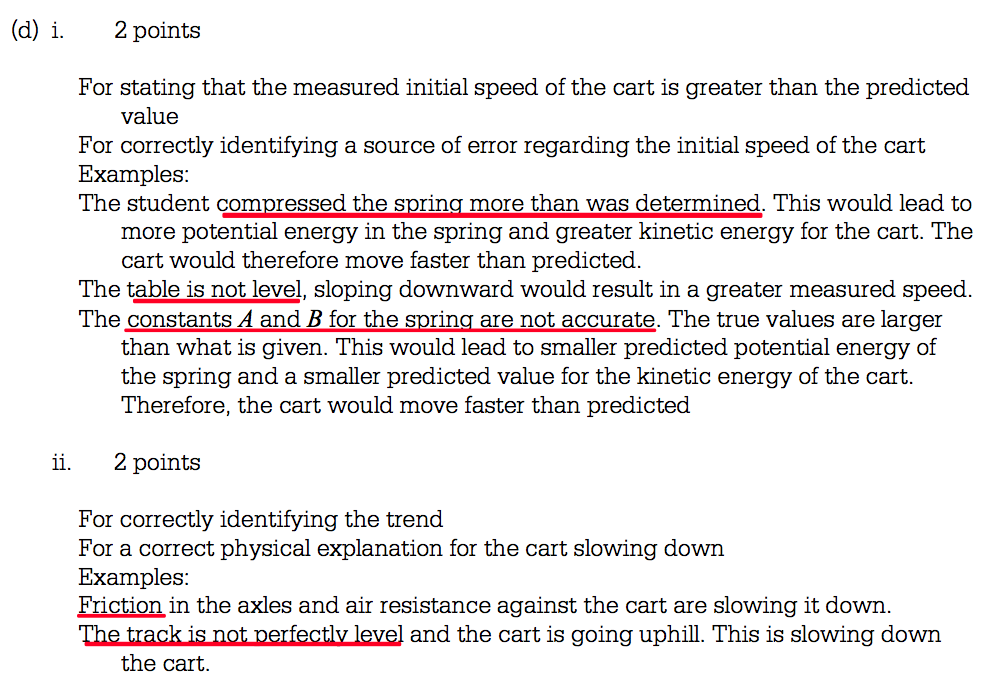 (d) i. 2 points
For stating that the measured initial speed of the cart is greater than the predicted
value
For correctly identifying a source of error regarding the initial speed of the cart
Examples:
The student compressed the spring more than was determined. This would lead to
more potential energy in the spring and greater kinetic energy for the cart. The
cart would therefore move faster than predicted.
The table is not level, sloping downward would result in a greater measured speed.
The constants A and B for the spring are not accurate. The true values are larger
than what is given. This would lead to smaller predicted potential energy of
the spring and a smaller predicted value for the kinetic energy of the cart.
Therefore, the cart would move faster than predicted
ii. 2 points
For correctly identifying the trend
For a correct physical explanation for the cart slowing down
Examples:
Friction in the axles and air resistance against the cart are slowing it down.
The track is not perfectly level and the cart is going uphill. This is slowing down
the cart.